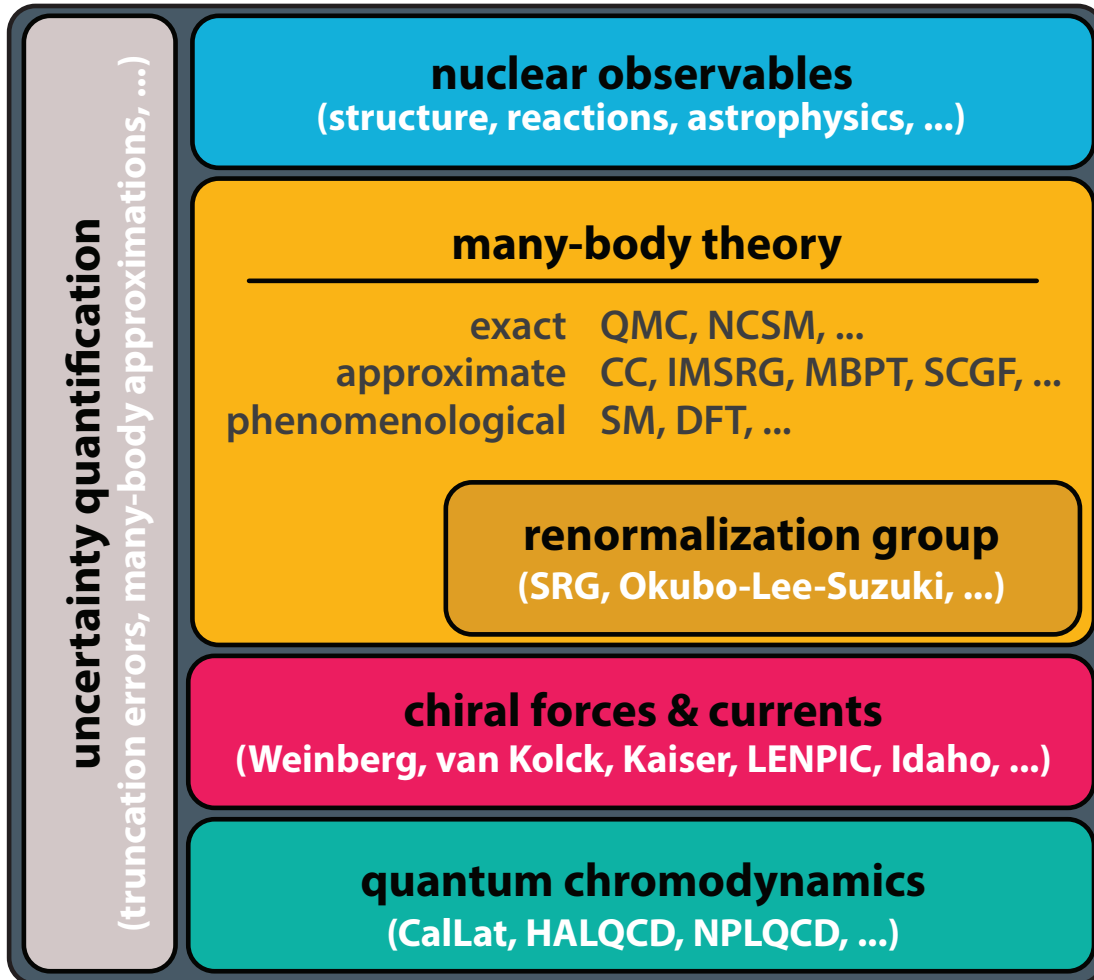 uncertainty quantification
(truncation errors, many-body approximations, ...)
nuclear observables
(structure, reactions, astrophysics, ...)
many-body theory
exact QMC, NCSM, ...
approximate CC, IMSRG, MBPT, SCGF, ...
phenomenological SM, DFT, ...
renormalization group
(SRG, Okubo-Lee-Suzuki, ...)
chiral forces & currents
(Weinberg, van Kolck, Kaiser, LENPIC, Idaho, ...)
quantum chromodynamics
(CalLat, HALQCD, NPLQCD, ...)